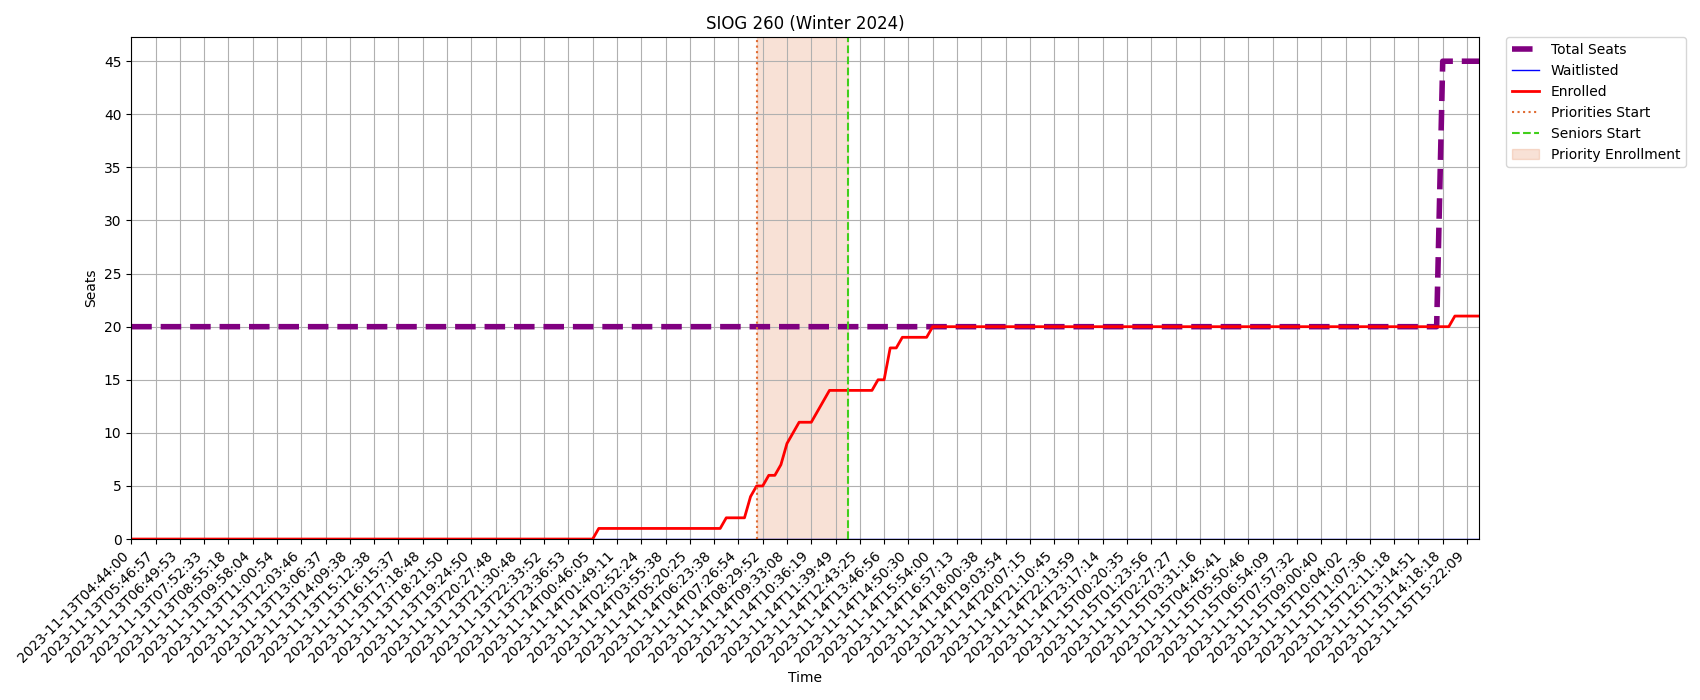 SIOG 260 (Winter 2024)
Seats
45
40
35
30
25
20
15
10
5
0
Total Seats
Waitlisted
Enrolled
Priorities Start
Seniors Start
Priority Enrollment
2023-11-13T04:44:00
2023-11-13T05:46:57
2023-11-13T06:49:53
2023-11-13T07:52:33
2023-11-13T08:55:18
2023-11-13T09:58:04
2023-11-13T11:00:54
2023-11-13T12:03:46
2023-11-13T13:06:37
2023-11-13T14:09:38
2023-11-13T15:12:38
2023-11-13T16:15:37
2023-11-13T17:18:48
2023-11-13T18:21:50
2023-11-13T19:24:50
2023-11-13T20:27:48
2023-11-13T21:30:48
2023-11-13T22:33:52
2023-11-13T23:36:53
2023-11-14T00:46:05
2023-11-14T01:49:11
2023-11-14T02:52:24
2023-11-14T03:55:38
2023-11-14T05:20:25
2023-11-14T06:23:38
2023-11-14T07:26:54
2023-11-14T08:29:52
2023-11-14T09:33:08
2023-11-14T10:36:19
2023-11-14T11:39:49
2023-11-14T12:43:25
2023-11-14T13:46:56
2023-11-14T14:50:30
2023-11-14T15:54:00
2023-11-14T16:57:13
2023-11-14T18:00:38
2023-11-14T19:03:54
2023-11-14T20:07:15
2023-11-14T21:10:45
2023-11-14T22:13:59
2023-11-14T23:17:14
2023-11-15T00:20:35
2023-11-15T01:23:56
2023-11-15T02:27:27
2023-11-15T03:31:16
2023-11-15T04:45:41
2023-11-15T05:50:46
2023-11-15T06:54:09
2023-11-15T07:57:32
2023-11-15T09:00:40
2023-11-15T10:04:02
2023-11-15T11:07:36
2023-11-15T12:11:18
2023-11-15T13:14:51
2023-11-15T14:18:18
2023-11-15T15:22:09
Time